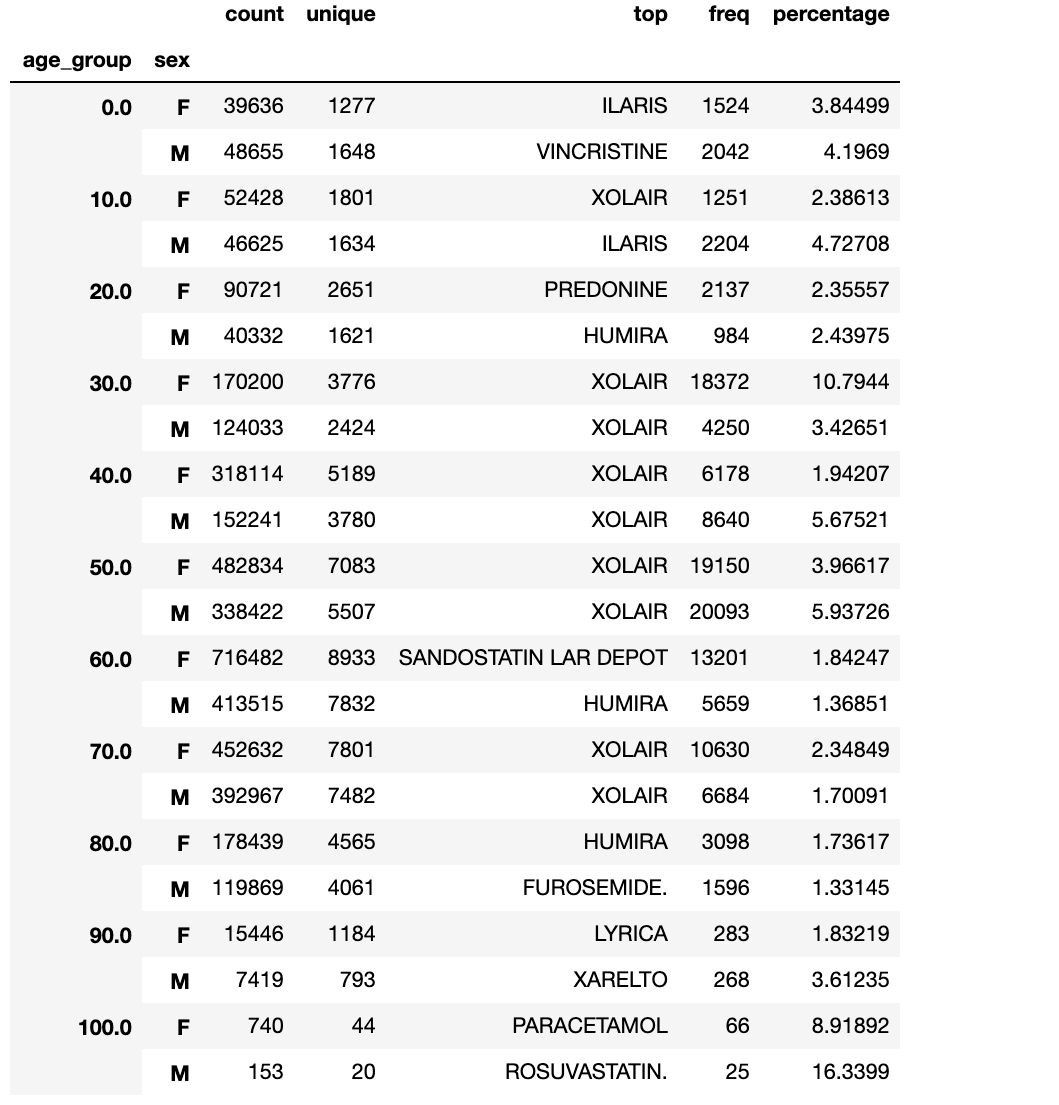 count unique top freq percentage
age_group sex
0.0 F 39636 1277 ILARIS 1524 3.84499
M 48655 1648 VINCRISTINE 2042 4.1969
10.0 F 52428 1801 XOLAIR 1251 2.38613
M 46625 1634 ILARIS 2204 4.72708
20.0 F 90721 2651 PREDONINE 2137 2.35557
M 40332 1621 HUMIRA 984 2.43975
30.0 F 170200 3776 XOLAIR 18372 10.7944
M 124033 2424 XOLAIR 4250 3.42651
40.0 F 318114 5189 XOLAIR 6178 1.94207
M 152241 3780 XOLAIR 8640 5.67521
50.0 F 482834 7083 XOLAIR 19150 3.96617
M 338422 5507 XOLAIR 20093 5.93726
60.0 F 716482 8933 SANDOSTATIN LAR DEPOT 13201 1.84247
M 413515 7832 HUMIRA 5659 1.36851
70.0 F 452632 7801 XOLAIR 10630 2.34849
M 392967 7482 XOLAIR 6684 1.70091
80.0 F 178439 4565 HUMIRA 3098 1.73617
M 119869 4061 FUROSEMIDE. 1596 1.33145
90.0 F 15446 1184 LYRICA 283 1.83219
M 7419 793 XARELTO 268 3.61235
100.0 F 740 44 PARACETAMOL 66 8.91892
M 153 20 ROSUVASTATIN. 25 16.3399